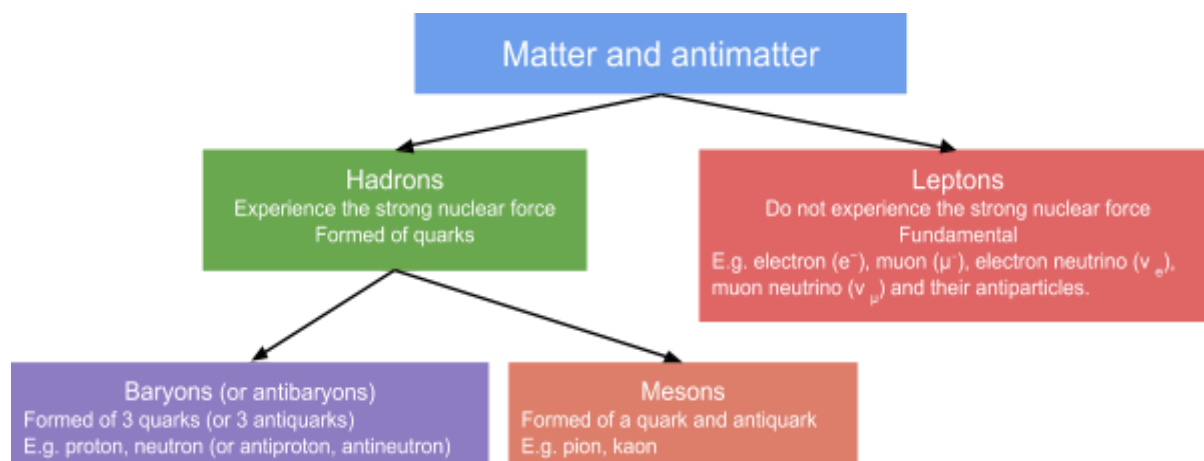 Matter and antimatter
Hadrons
Experience the strong nuclear force
Formed of quarks
Leptons
Do not experience the strong nuclear force
Fundamental
E.g. electron (e⁻), muon (μ⁻), electron neutrino (v ₑ),
muon neutrino (v μ) and their antiparticles.
Baryons (or antibaryons)
Formed of 3 quarks (or 3 antiquarks)
E.g. proton, neutron (or antiproton, antineutron)
Mesons
Formed of a quark and antiquark
E.g. pion, kaon